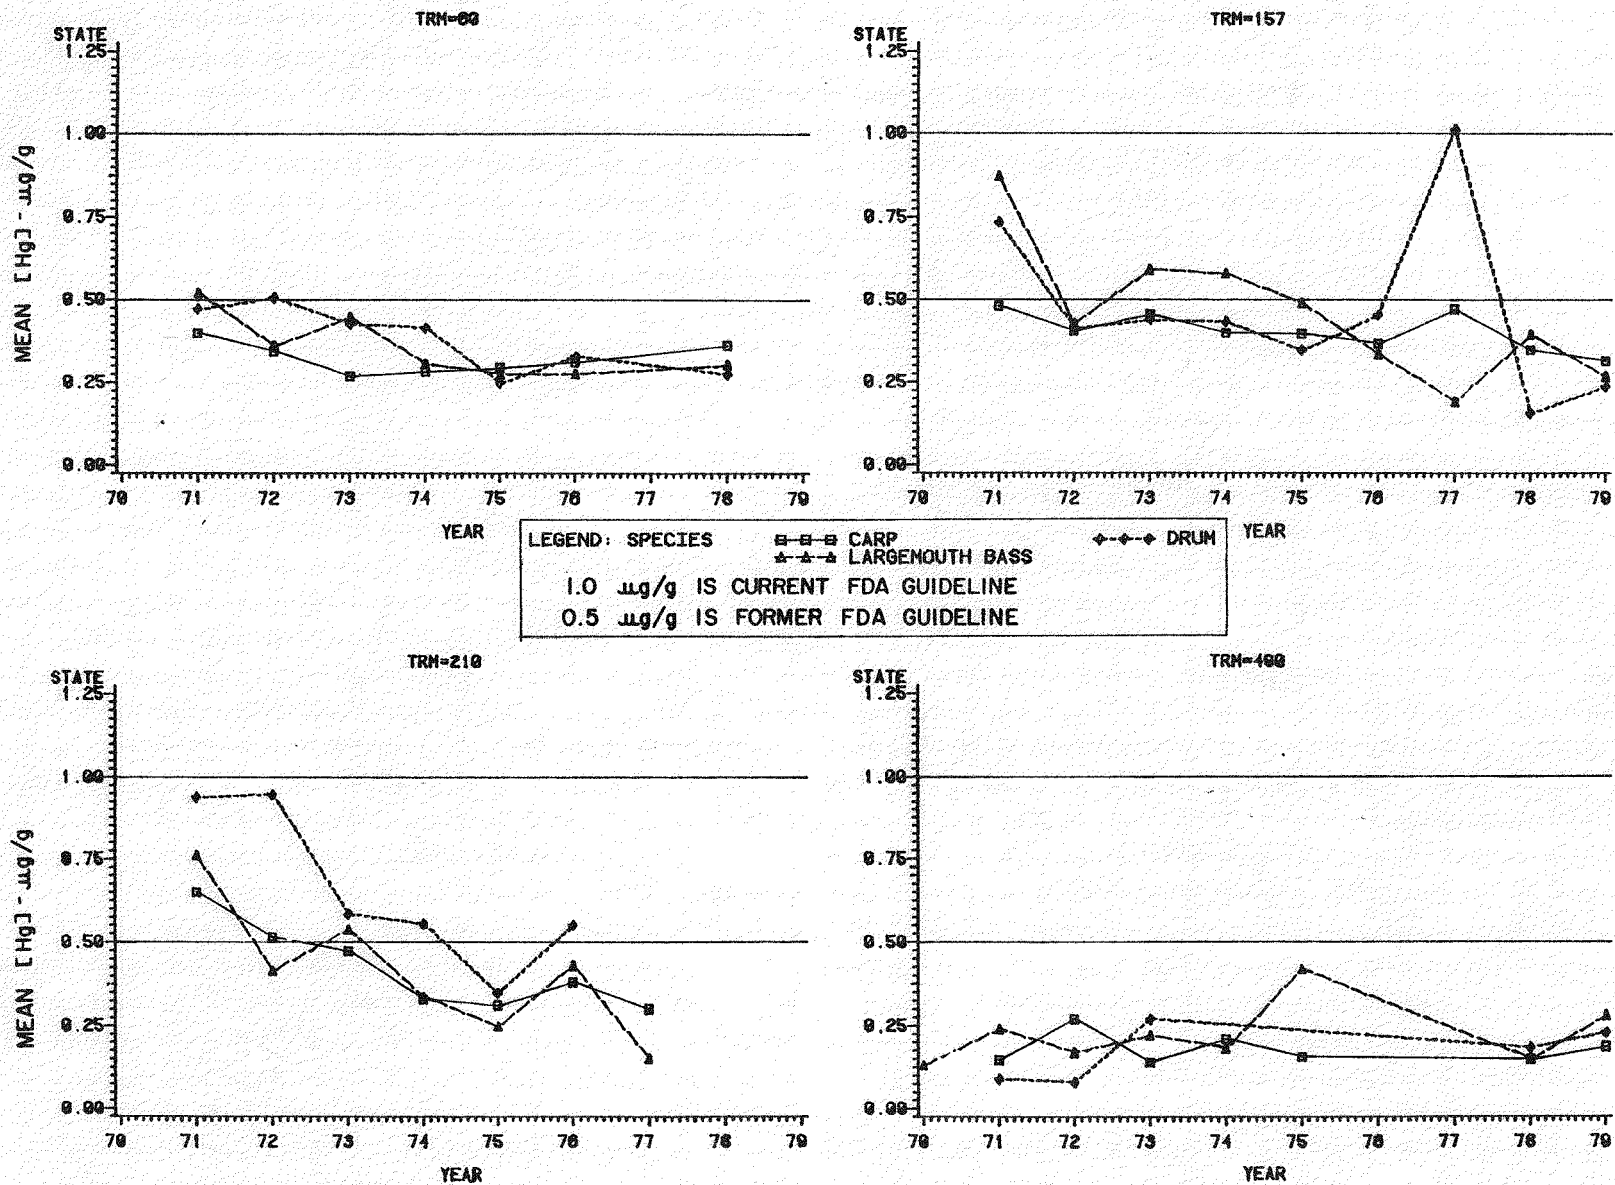 TRM=60
STATE
1.25
1.00
0.75
0.50
0.25
0.00
MEAN [Hg] - µg/g
70 71 72 73 74 75 76 77 78 79
YEAR
TRM=157
STATE
1.25
1.00
0.75
0.50
0.25
0.00
70 71 72 73 74 75 76 77 78 79
YEAR
LEGEND: SPECIES CARP DRUM
LARGEMOUTH BASS
1.0 µg/g IS CURRENT FDA GUIDELINE
0.5 µg/g IS FORMER FDA GUIDELINE
TRM=210
STATE
1.25
1.00
0.75
0.50
0.25
0.00
MEAN [Hg] - µg/g
70 71 72 73 74 75 76 77 78 79
YEAR
TRM=400
STATE
1.25
1.00
0.75
0.50
0.25
0.00
70 71 72 73 74 75 76 77 78 79
YEAR